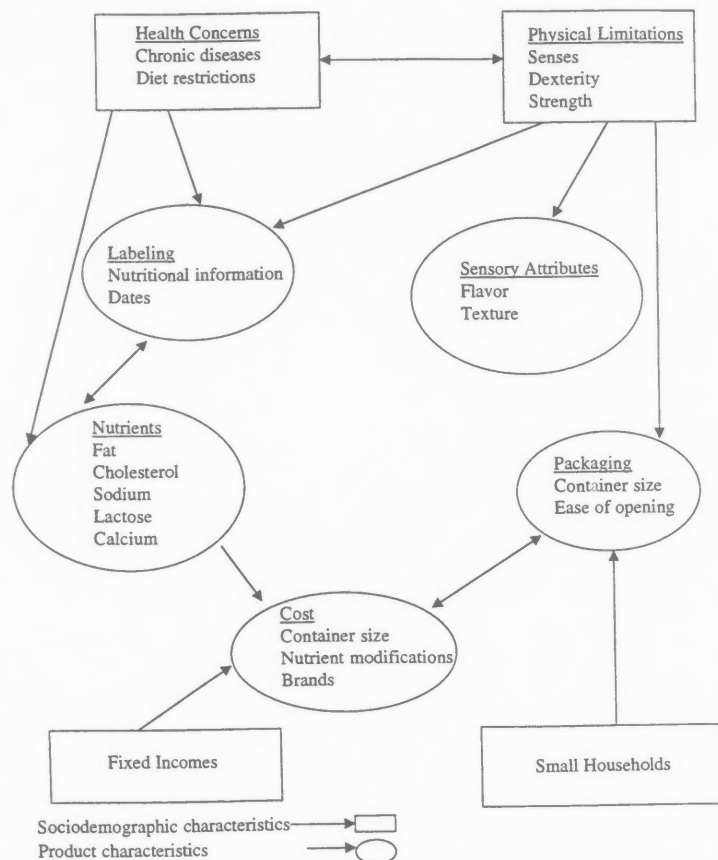 Health Concerns
Chronic diseases
Diet restrictions
Physical Limitations
Senses
Dexterity
Strength
Labeling
Nutritional information
Dates
Sensory Attributes
Flavor
Texture
Nutrients
Fat
Cholesterol
Sodium
Lactose
Calcium
Packaging
Container size
Ease of opening
Cost
Container size
Nutrient modifications
Brands
Fixed Incomes
Small Households
Sociodemographic characteristics
Product characteristics